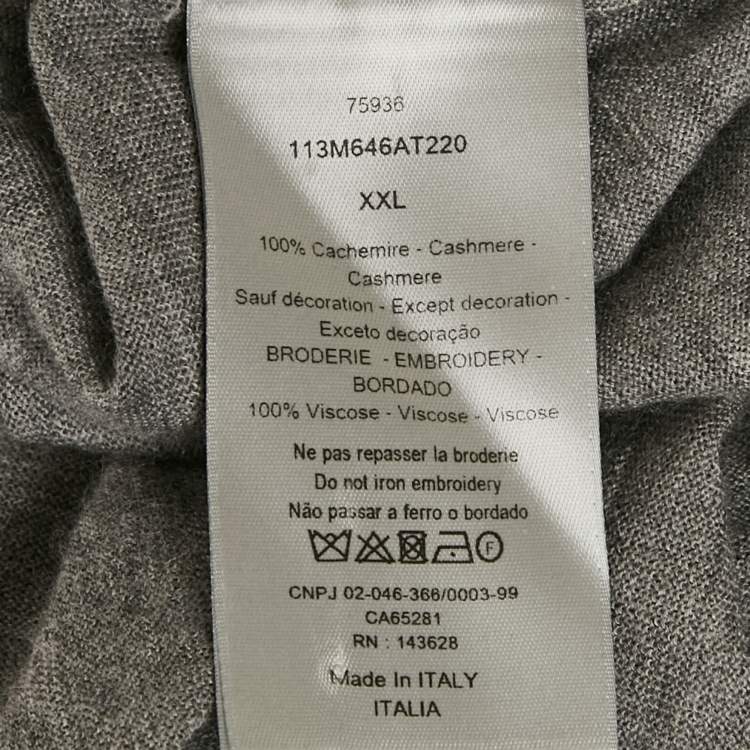 75936
113M646AT220
XXL
100% Cachemire - Cashmere -
Cashmere
Sauf décoration - Except decoration -
Exceto decoração
BRODERIE - EMBROIDERY -
BORDADO
100% Viscose - Viscose - Viscose
Ne pas repasser la broderie
Do not iron embroidery
Não passar a ferro o bordado
F
CNPJ 02-046-366/0003-99
CA65281
RN : 143628
Made In ITALY
ITALIA